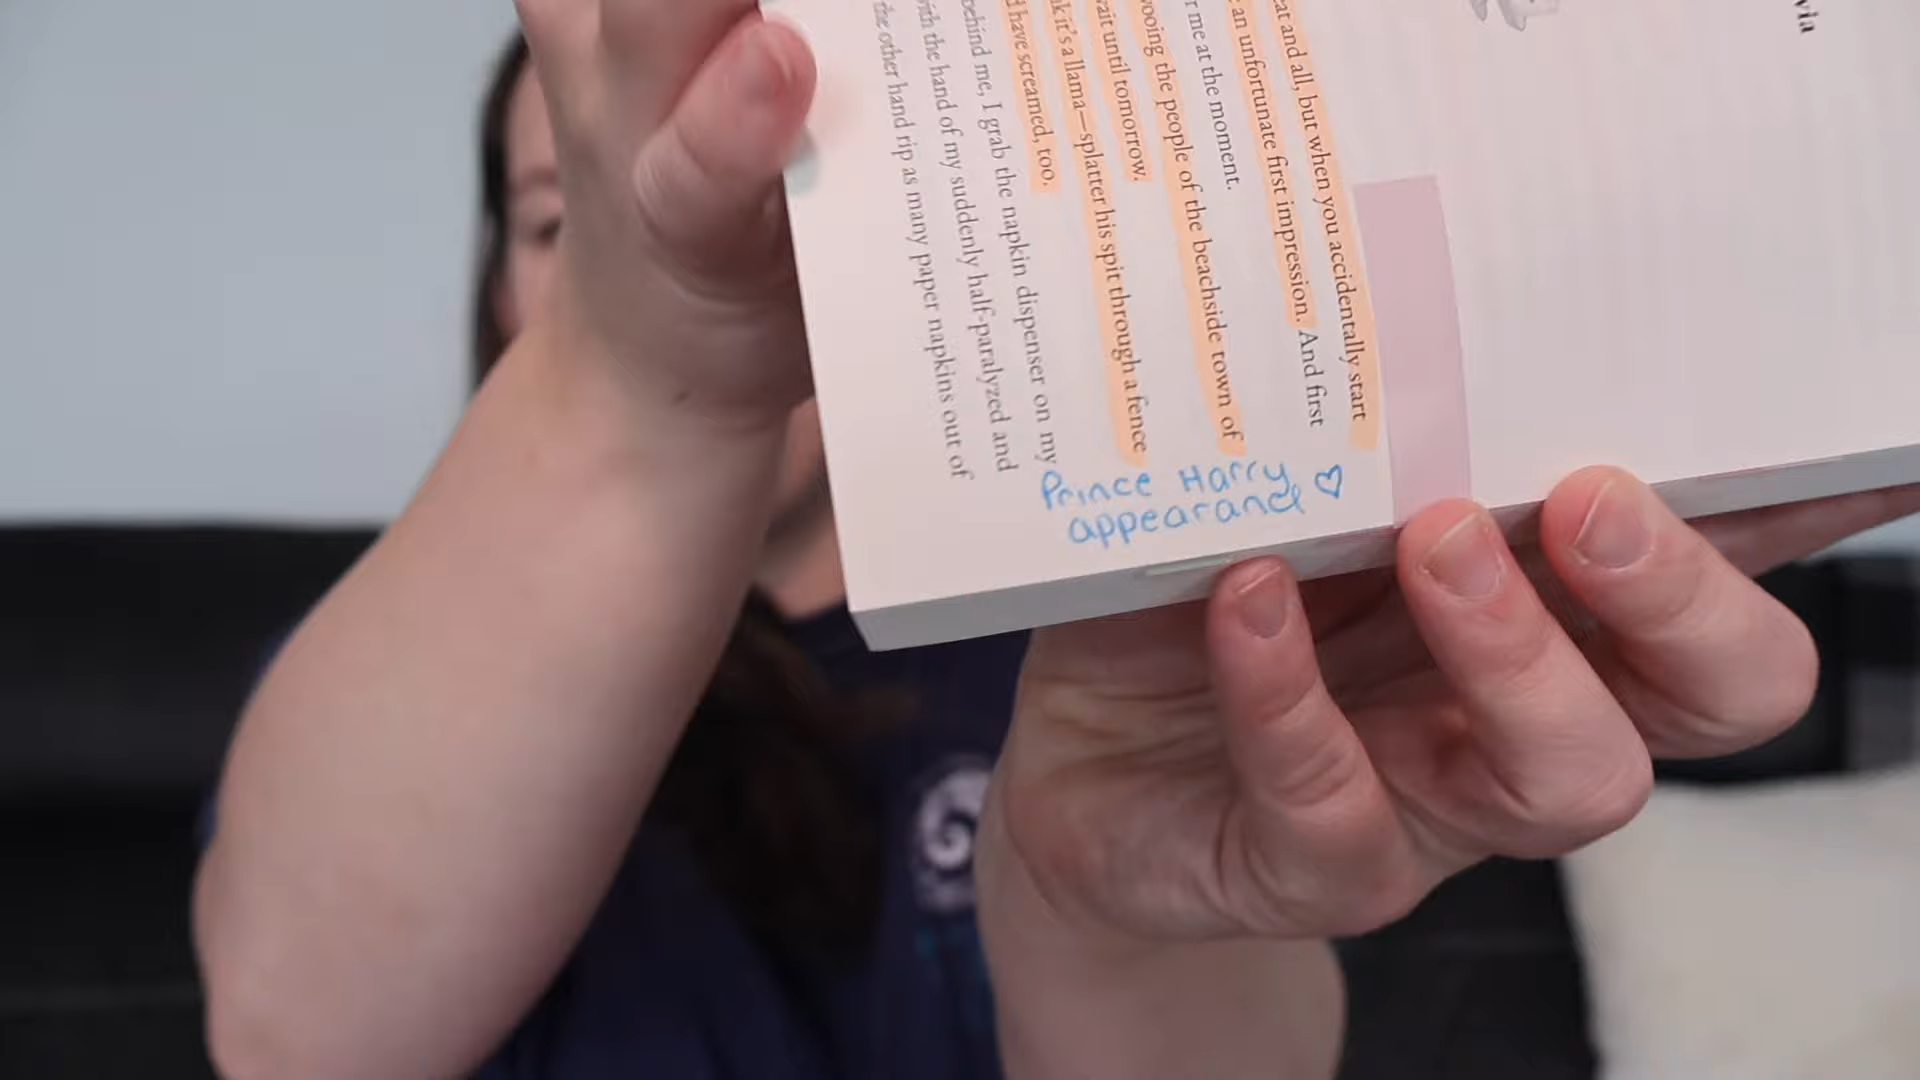 via
eat and all, but when you accidentally start
an unfortunate first impression. And first
me at the moment.
wooing the people of the beachside town of
wait until tomorrow.
it's a llama—splatter his spit through a fence
have screamed, too.
behind me, I grab the napkin dispenser on my
with the hand of my suddenly half-paralyzed and
the other hand rip as many paper napkins out of
Prince Harry ♡
appearance